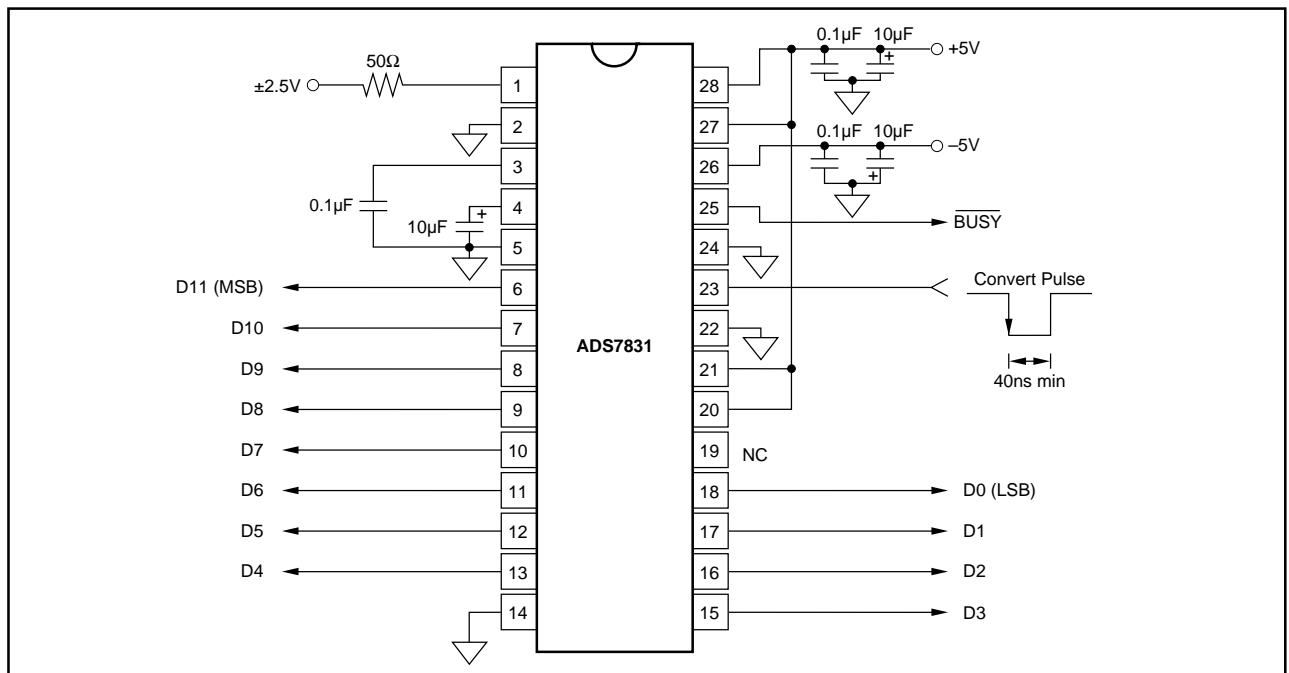 0.1µF 10µF
+5V
50Ω
±2.5V
1 28
2 27
0.1µF 10µF
–5V
3 26
4 25
+ + + +
0.1µF
10µF
BUSY
5 24
D11 (MSB) 6 23 Convert Pulse
D10 7 22
ADS7831
D9 8 21
40ns min
D8 9 20
D7 10 19 NC
D6 11 18 D0 (LSB)
D5 12 17 D1
D4 13 16 D2
14 15 D3